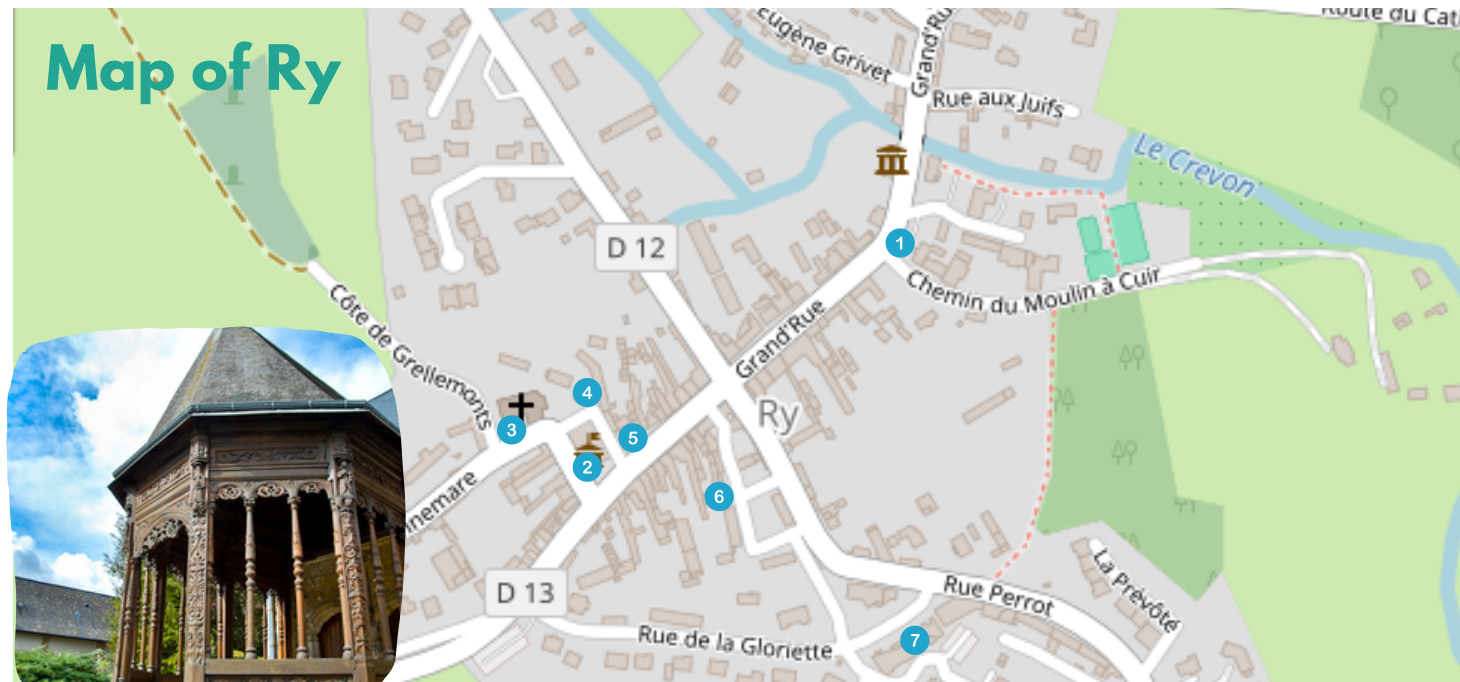 Map of Ry
Route du Cat
Eugène Grivet
Grand'Ru
Rue aux Juifs
Le Crevon
1
D 12
Chemin du Moulin à Cuir
Côte de Grellemonts
Grand'Rue
4
Ry
3
5
2
nnemare
6
D 13
Rue Perrot
La Prévôté
Rue de la Gloriette
7